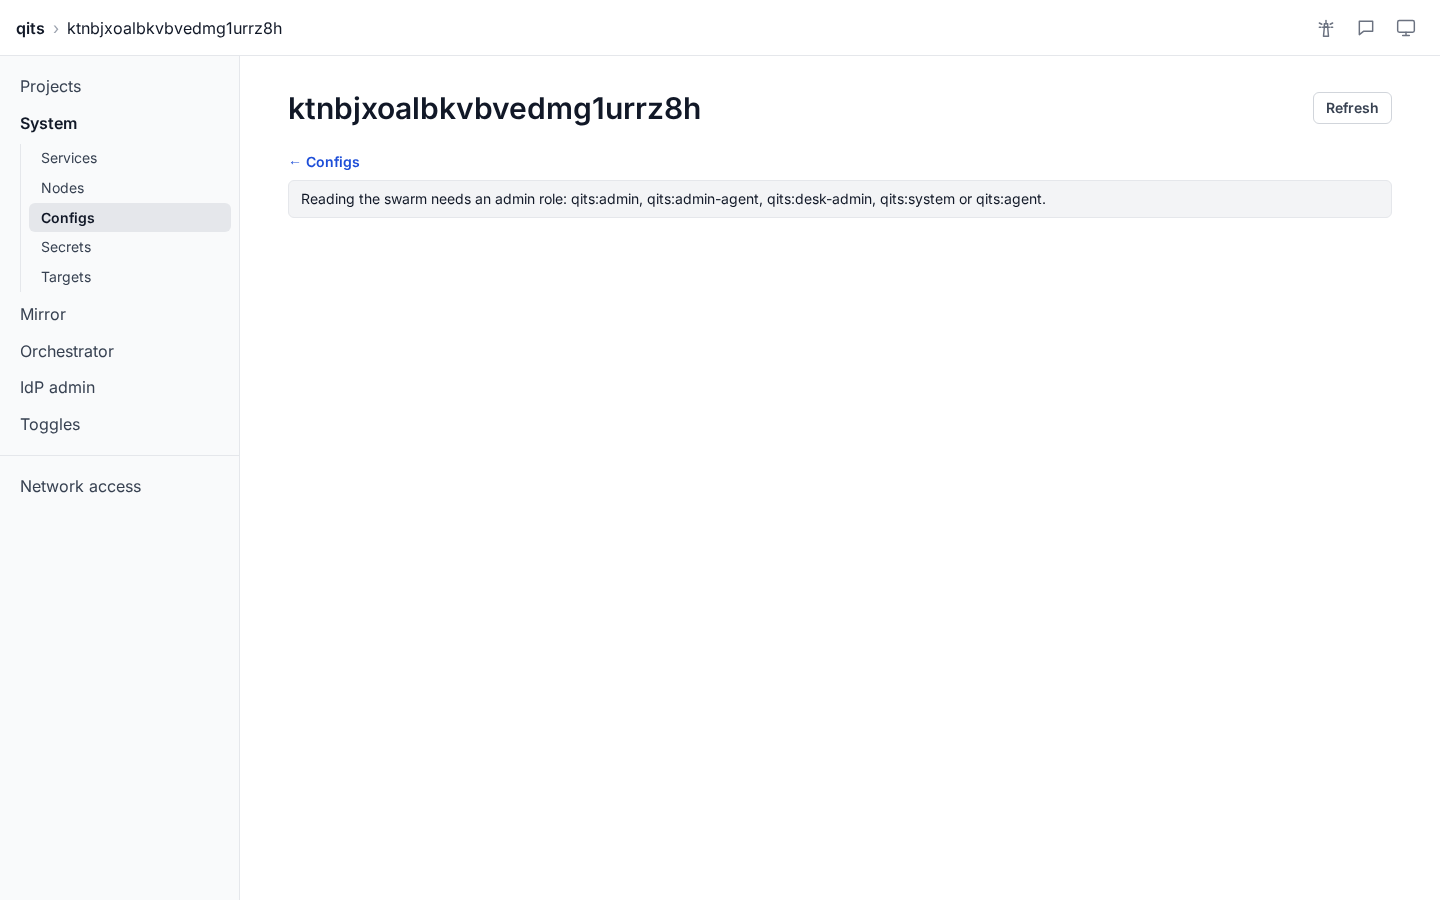 qits › ktnbjxoalbkvbvedmg1urrz8h
Projects
System
Services
Nodes
Configs
Secrets
Targets
Mirror
Orchestrator
IdP admin
Toggles
Network access
ktnbjxoalbkvbvedmg1urrz8h
Refresh
← Configs
Reading the swarm needs an admin role: qits:admin, qits:admin-agent, qits:desk-admin, qits:system or qits:agent.